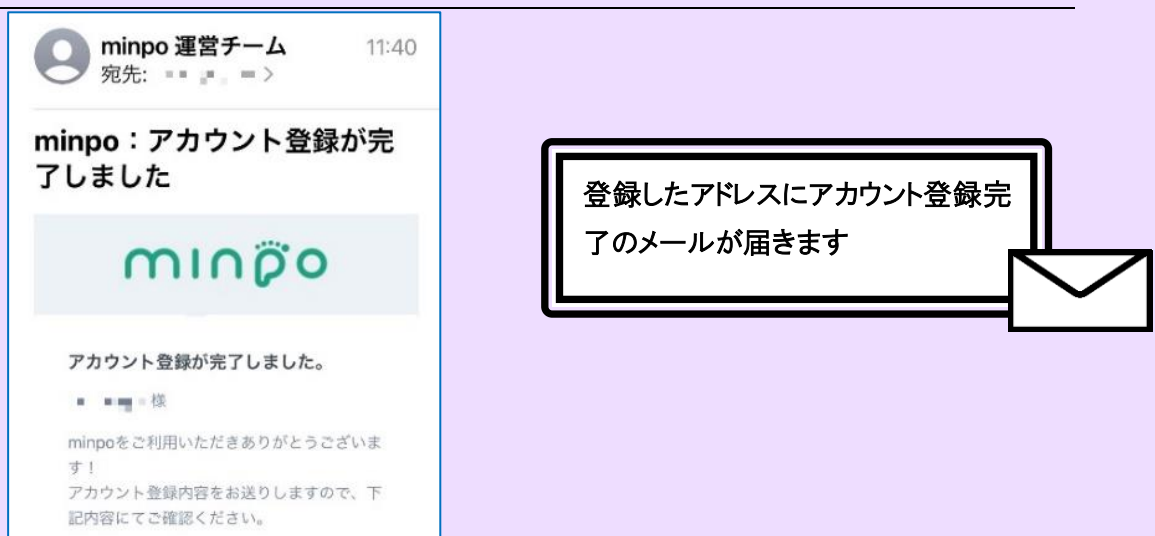 minpo 運営チーム 11:40
宛先:
minpo：アカウント登録が完
了しました
minpo
アカウント登録が完了しました。
様
minpoをご利用いただきありがとうございま
す！
アカウント登録内容をお送りしますので、下
記内容にてご確認ください。
登録したアドレスにアカウント登録完
了のメールが届きます